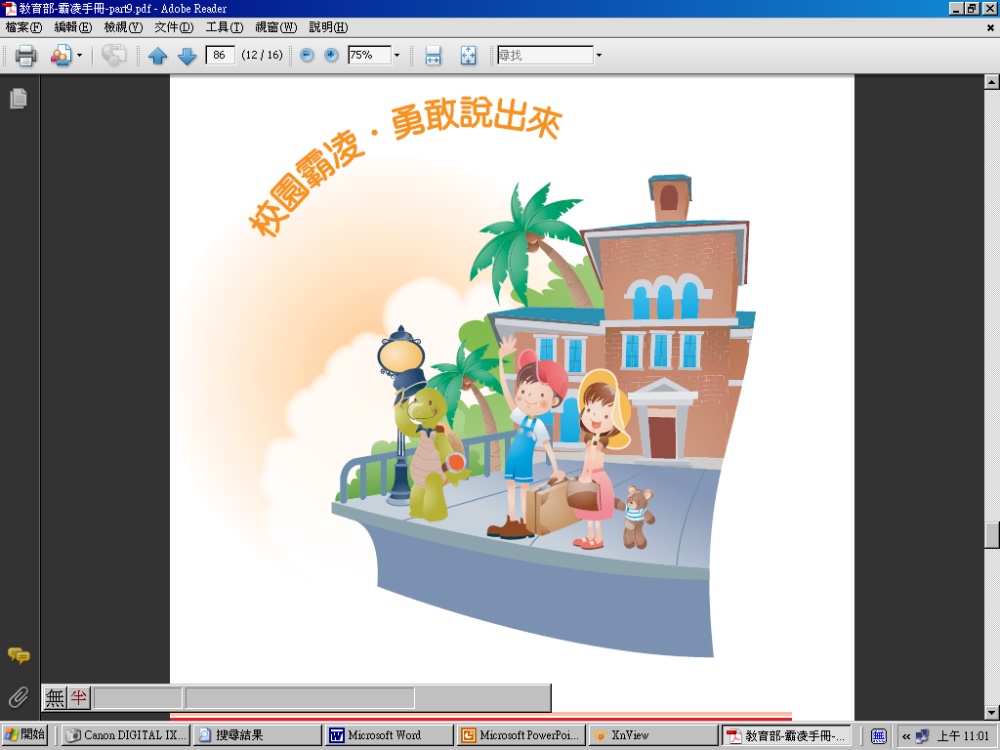 教育部-霸凌手冊-part9.pdf - Adobe Reader
檔案(F) 編輯(E) 檢視(V) 文件(D) 工具(T) 視窗(W) 說明(H)
86 (12 / 16) 75% 尋找
校園霸凌·勇敢說出來
無 半
開始 Canon DIGITAL IX... 搜尋結果 Microsoft Word Microsoft PowerPoi... XnView 教育部-霸凌手冊-... 無 « 上午 11:01